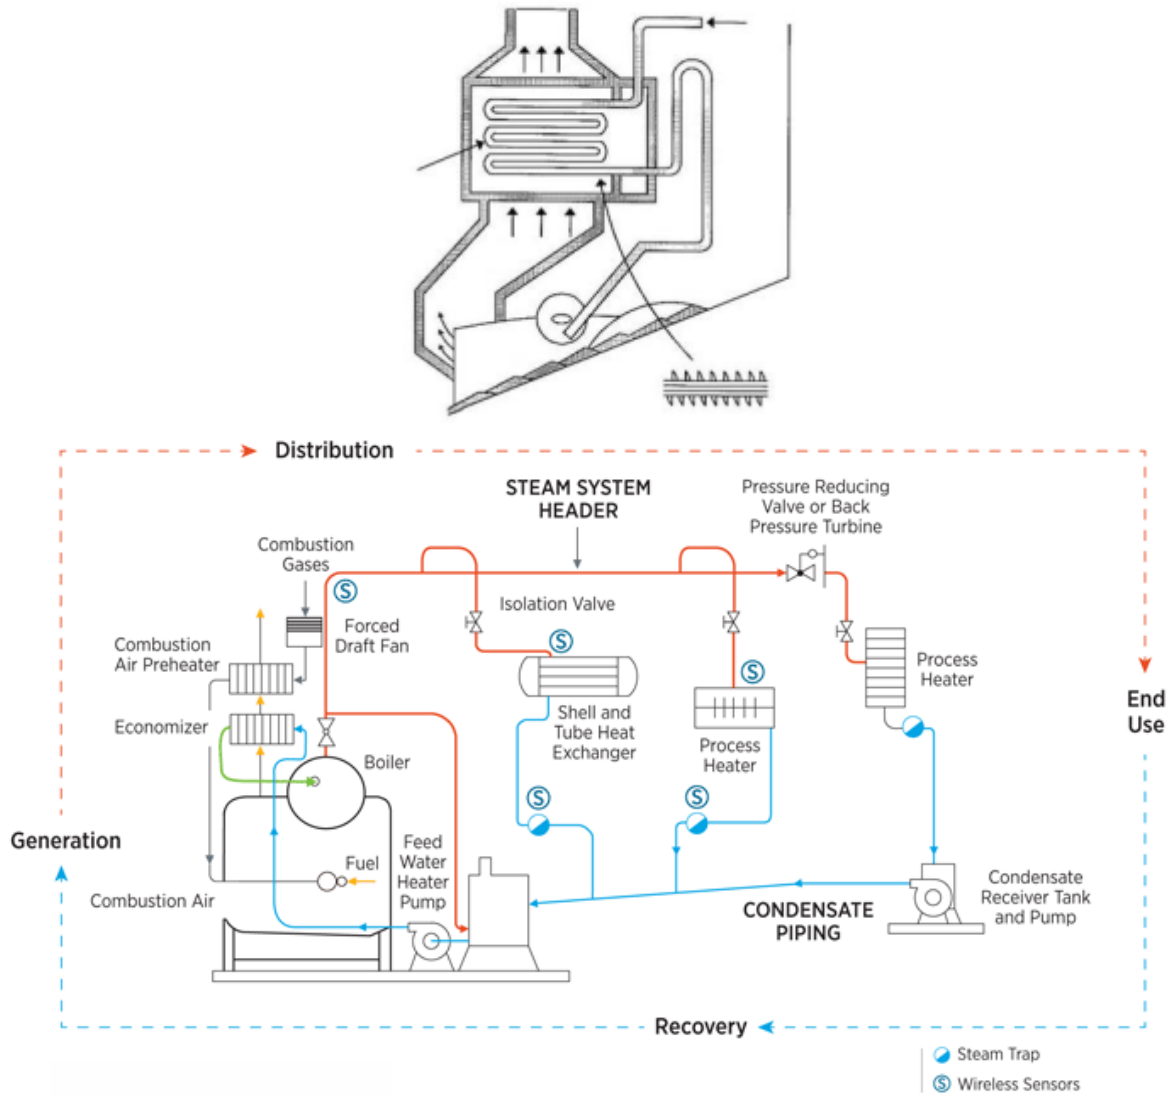 Distribution
STEAM SYSTEM
HEADER
Pressure Reducing
Valve or Back
Pressure Turbine
Combustion
Gases
S
Isolation Valve
Forced
Draft Fan
Combustion
Air Preheater
S
S
Process
Heater
End
Use
Economizer
Shell and
Tube Heat
Exchanger
Process
Heater
Boiler
S
S
Generation
Fuel
Feed
Water
Heater
Pump
Combustion Air
CONDENSATE
PIPING
Condensate
Receiver Tank
and Pump
Recovery
Steam Trap
S Wireless Sensors